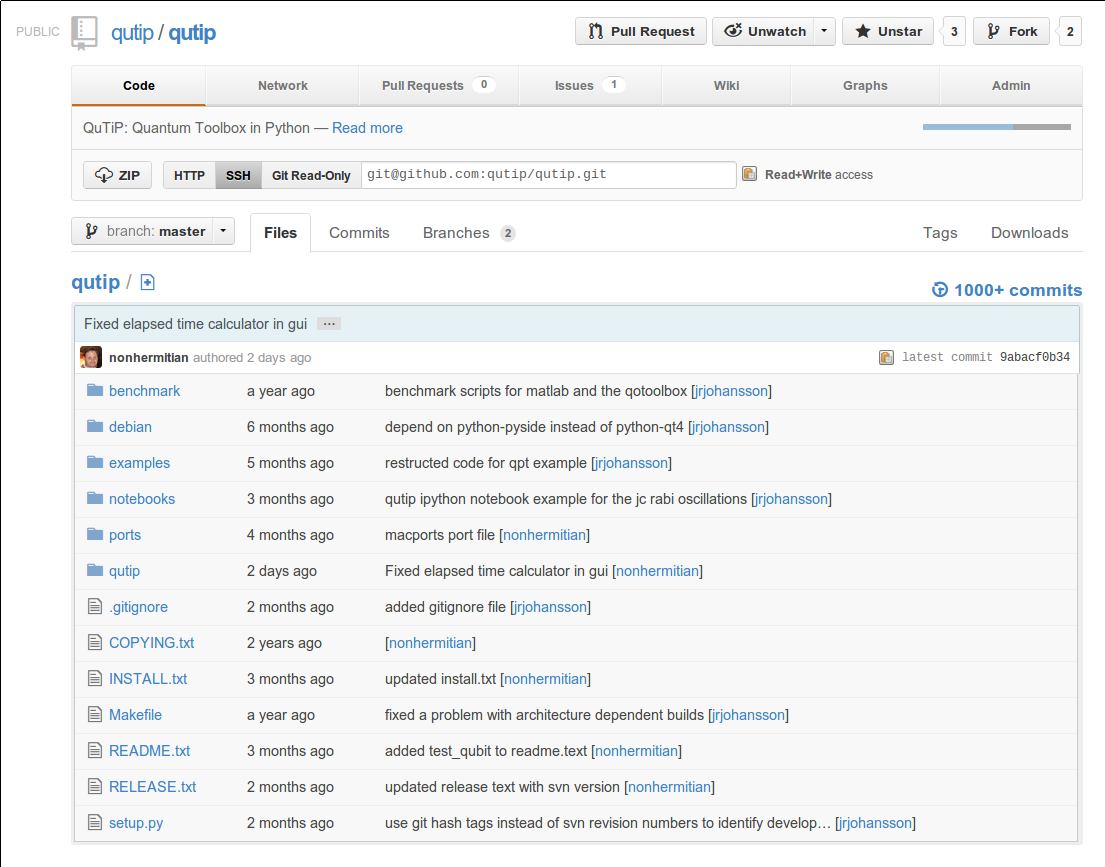 PUBLIC qutip / qutip Pull Request Unwatch Unstar 3 Fork 2
Code Network Pull Requests 0 Issues 1 Wiki Graphs Admin
QuTiP: Quantum Toolbox in Python — Read more
ZIP HTTP SSH Git Read-Only git@github.com:qutip/qutip.git Read+Write access
branch: master Files Commits Branches 2 Tags Downloads
qutip / 1000+ commits
Fixed elapsed time calculator in gui ...
nonhermitian authored 2 days ago latest commit 9abacf0b34
benchmark a year ago benchmark scripts for matlab and the qotoolbox [jrjohansson]
debian 6 months ago depend on python-pyside instead of python-qt4 [jrjohansson]
examples 5 months ago restructed code for qpt example [jrjohansson]
notebooks 3 months ago qutip ipython notebook example for the jc rabi oscillations [jrjohansson]
ports 4 months ago macports port file [nonhermitian]
qutip 2 days ago Fixed elapsed time calculator in gui [nonhermitian]
.gitignore 2 months ago added gitignore file [jrjohansson]
COPYING.txt 2 years ago [nonhermitian]
INSTALL.txt 3 months ago updated install.txt [nonhermitian]
Makefile a year ago fixed a problem with architecture dependent builds [jrjohansson]
README.txt 3 months ago added test_qubit to readme.text [nonhermitian]
RELEASE.txt 2 months ago updated release text with svn version [nonhermitian]
setup.py 2 months ago use git hash tags instead of svn revision numbers to identify develop… [jrjohansson]